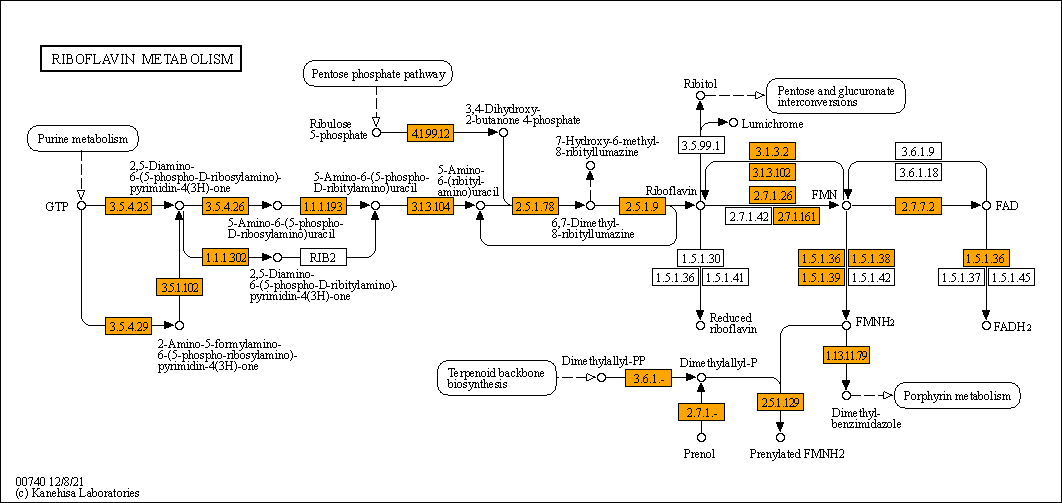 RIBOFLAVIN METABOLISM
Pentose phosphate pathway
Ribitol
Pentose and glucuronate
interconversions
Purine metabolism
Ribulose
5-phosphate
4.1.99.12
3,4-Dihydroxy-
2-butanone 4-phosphate
Lumichrome
7-Hydroxy-6-methyl-
8-ribityllumazine
3.5.99.1
3.1.3.2
3.1.3.102
3.6.1.9
3.6.1.18
2,5-Diamino-
6-(5-phospho-D-ribosylamino)-
pyrimidin-4(3H)-one
5-Amino-6-(5-phospho-
D-ribitylamino)uracil
5-Amino-
6-(ribityl-
amino)uracil
Riboflavin
2.7.1.26
FMN
GTP
3.5.4.25
3.5.4.26
1.1.1.193
3.1.3.104
2.5.1.78
2.5.1.9
2.7.1.42
2.7.1.161
2.7.7.2
FAD
5-Amino-6-(5-phospho-
D-ribosylamino)uracil
6,7-Dimethyl-
8-ribityllumazine
1.1.1.302
RIB2
2,5-Diamino-
6-(5-phospho-D-ribitylamino)-
pyrimidin-4(3H)-one
3.5.1.102
1.5.1.30
1.5.1.36
1.5.1.41
1.5.1.36
1.5.1.38
1.5.1.39
1.5.1.42
1.5.1.36
1.5.1.37
1.5.1.45
3.5.4.29
2-Amino-5-formylamino-
6-(5-phospho-ribosylamino)-
pyrimidin-4(3H)-one
Reduced
riboflavin
FMNH2
FADH2
1.13.11.79
Terpenoid backbone
biosynthesis
Dimethylallyl-PP
3.6.1.-
Dimethylallyl-P
2.7.1.-
2.5.1.129
Porphyrin metabolism
Dimethyl-
benzimidazole
Prenol
Prenylated FMNH2
00740 12/8/21
(c) Kanehisa Laboratories